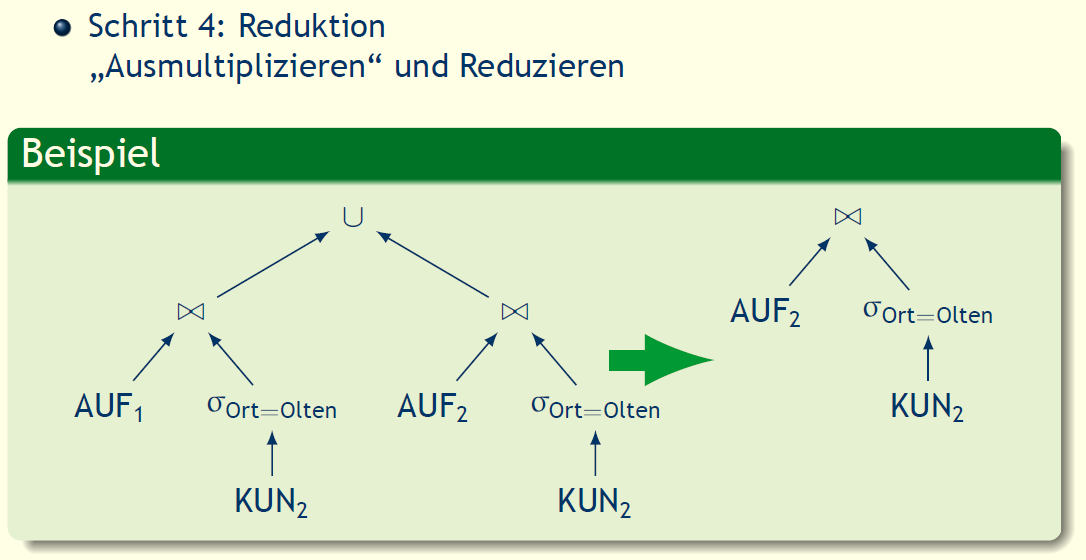 Schritt 4: Reduktion
„Ausmultiplizieren“ und Reduzieren
Beispiel
∪ ⋈
⋈ ⋈ AUF₂ σOrt=Olten
AUF₁ σOrt=Olten AUF₂ σOrt=Olten KUN₂
KUN₂ KUN₂